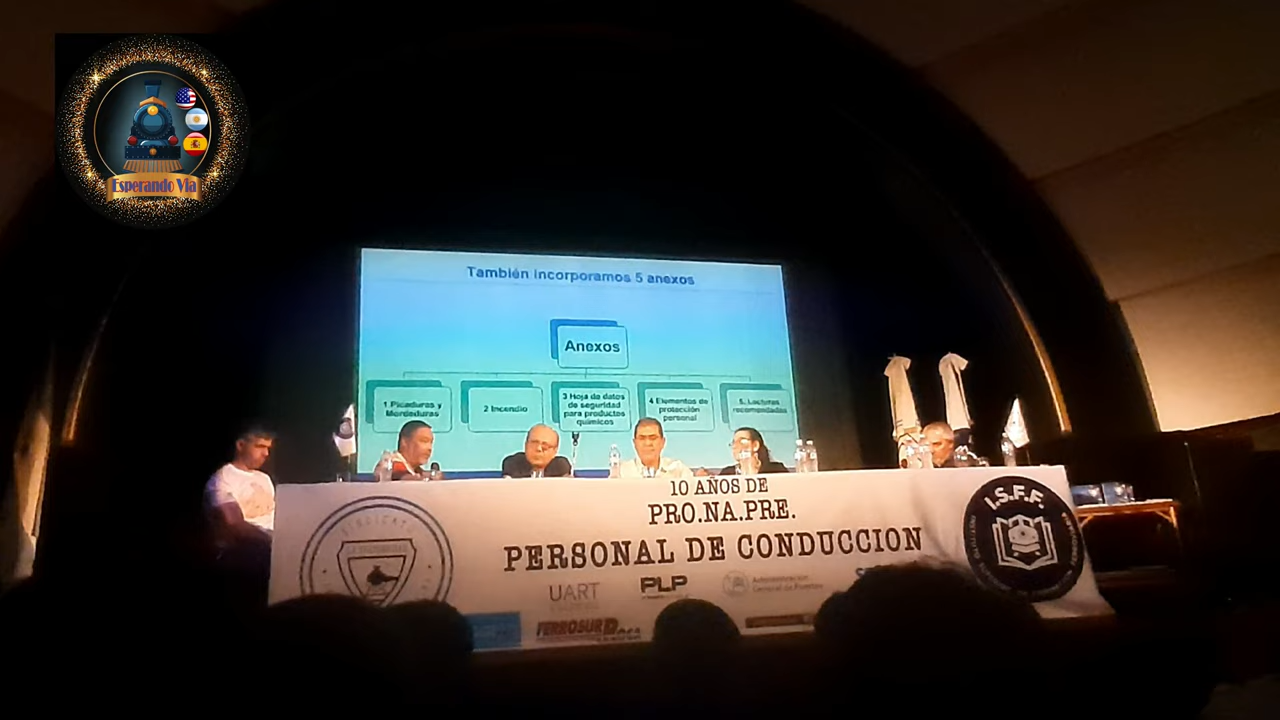 Esperando Vía
También incorporamos 5 anexos
Anexos
1 Picaduras y
Mordeduras
2 Incendio
3 Hoja de datos
de seguridad
para productos
químicos
4 Elementos de
protección
personal
5. Lecturas
recomendadas
10 AÑOS DE
PRO.NA.PRE.
PERSONAL DE CONDUCCION
SINDICATO
I.S.F.F.
UART
PLP
Administración
General de Puertos
FERROSUR ROCA